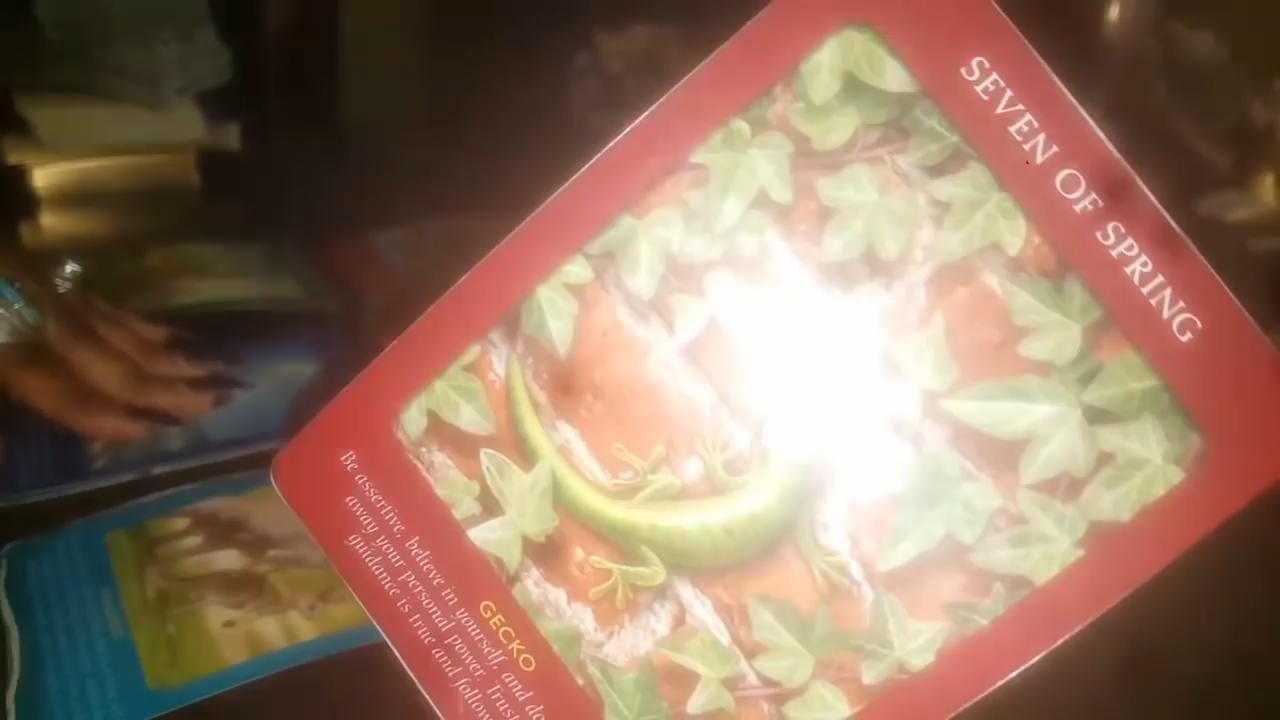 SEVEN OF SPRING
GECKO
Be assertive, believe in yourself, and do
away your personal power. Trust
guidance is true and follow